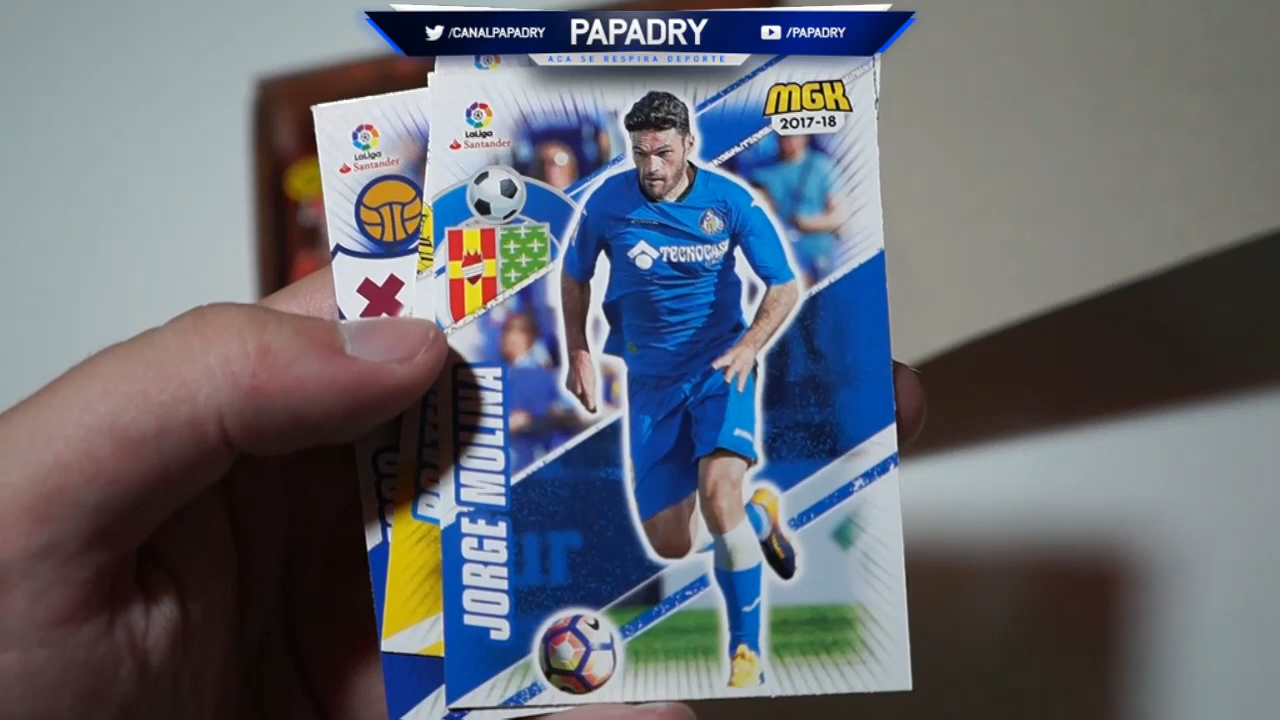 /CANALPAPADRY
PAPADRY
/PAPADRY
ACA SE RESPIRA DEPORTE
LaLiga
Santander
LaLiga
Santander
MGK
2017-18
TECNOCASA
JORGE MOLINA